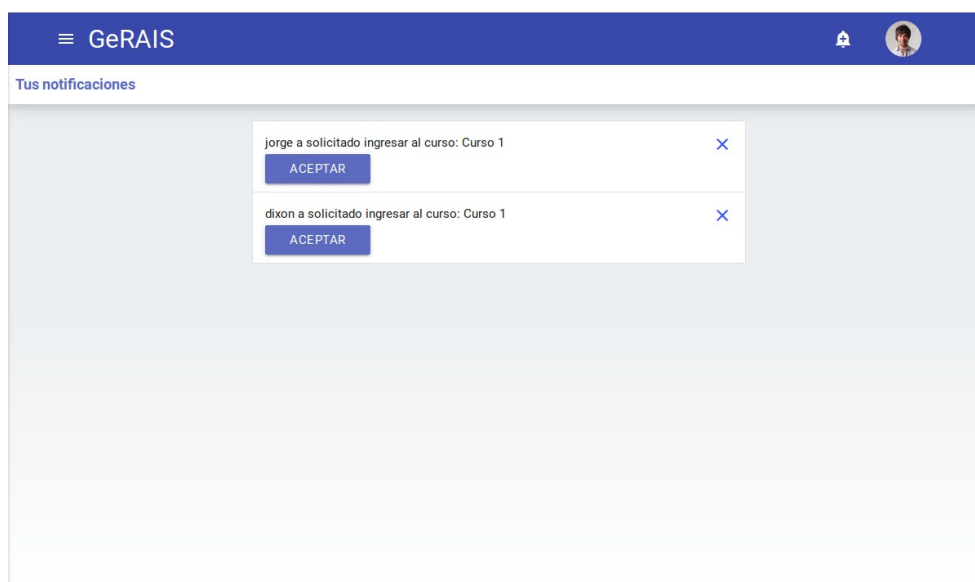 GeRAIS
Tus notificaciones
jorge a solicitado ingresar al curso: Curso 1
ACEPTAR
dixon a solicitado ingresar al curso: Curso 1
ACEPTAR